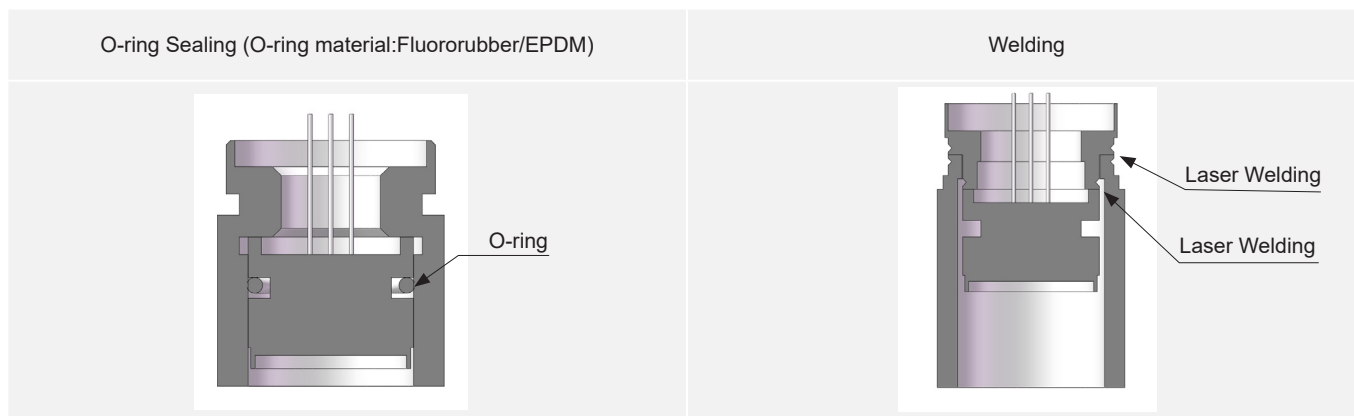 O-ring Sealing (O-ring material:Fluororubber/EPDM)
Welding
O-ring
Laser Welding
Laser Welding